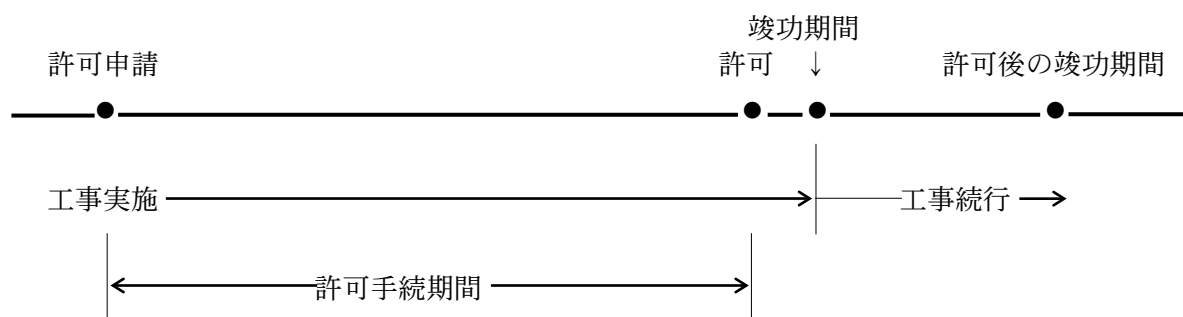 竣功期間
許可申請 許可 ↓ 許可後の竣功期間
工事実施 工事続行
許可手続期間